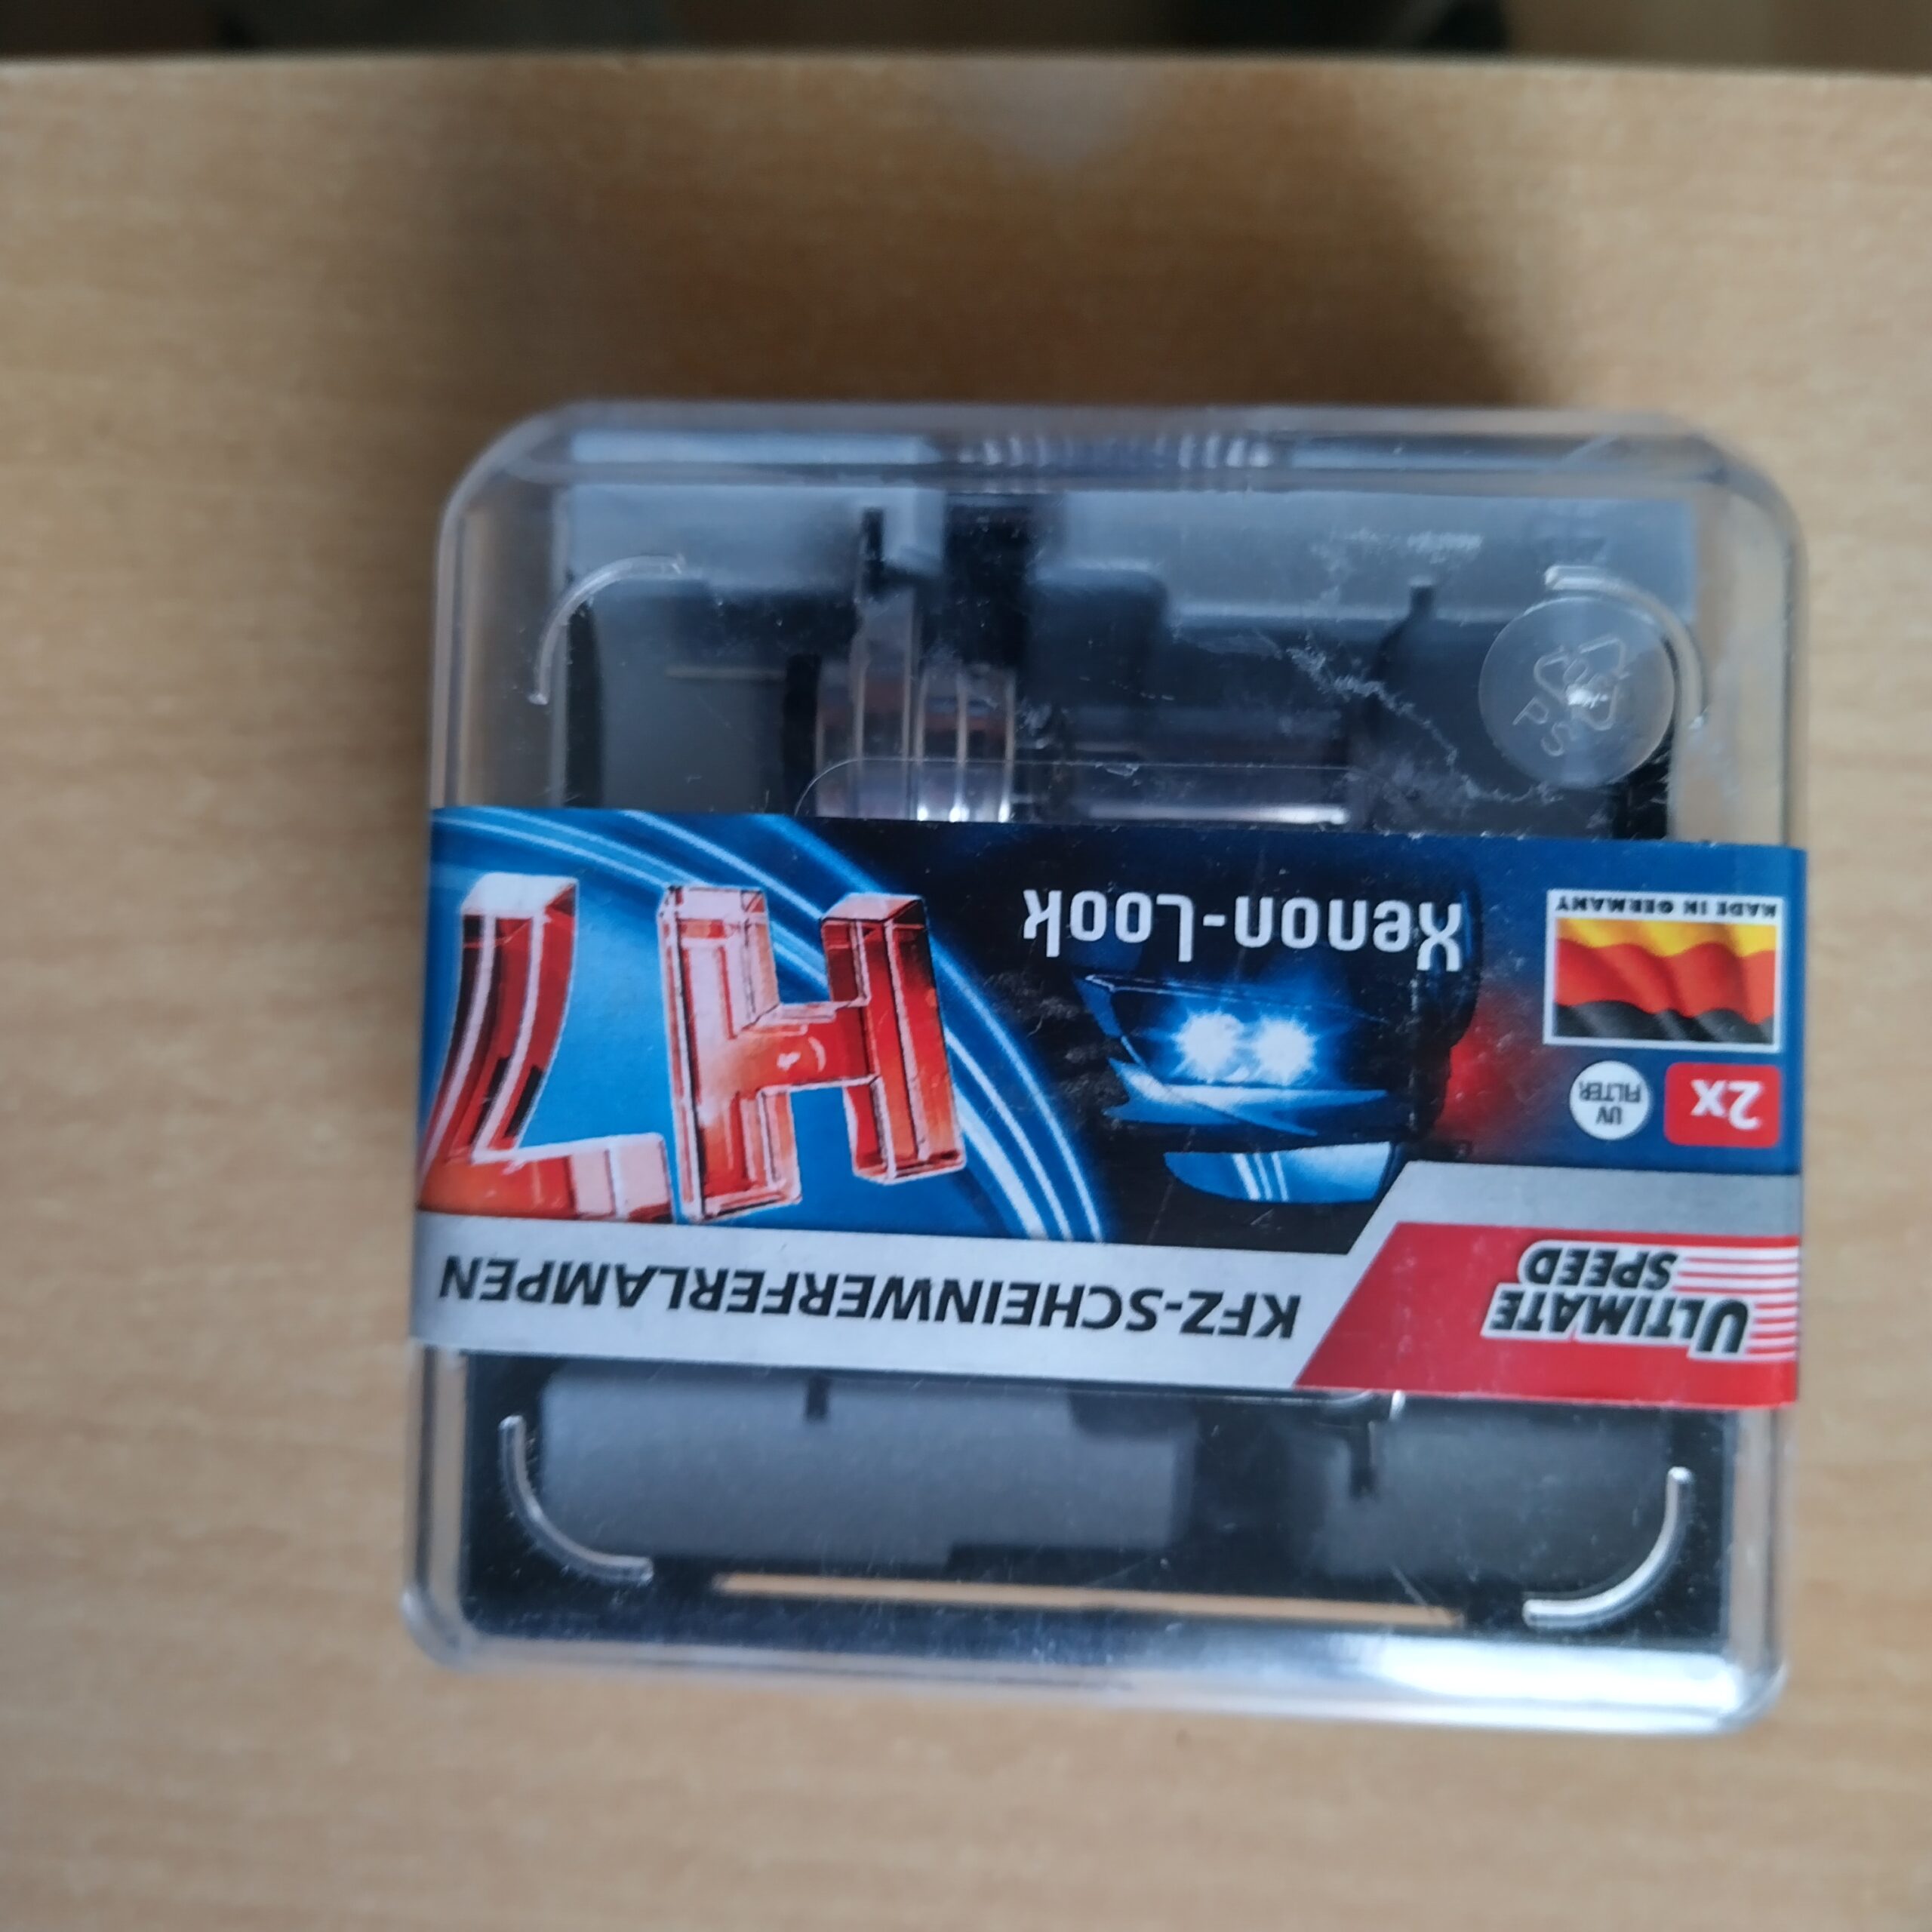 ULTIMATE
SPEED
KFZ-SCHEINWERFERLAMPEN
2x
UV
FILTER
MADE IN GERMANY
Xenon-Look
H7
PS